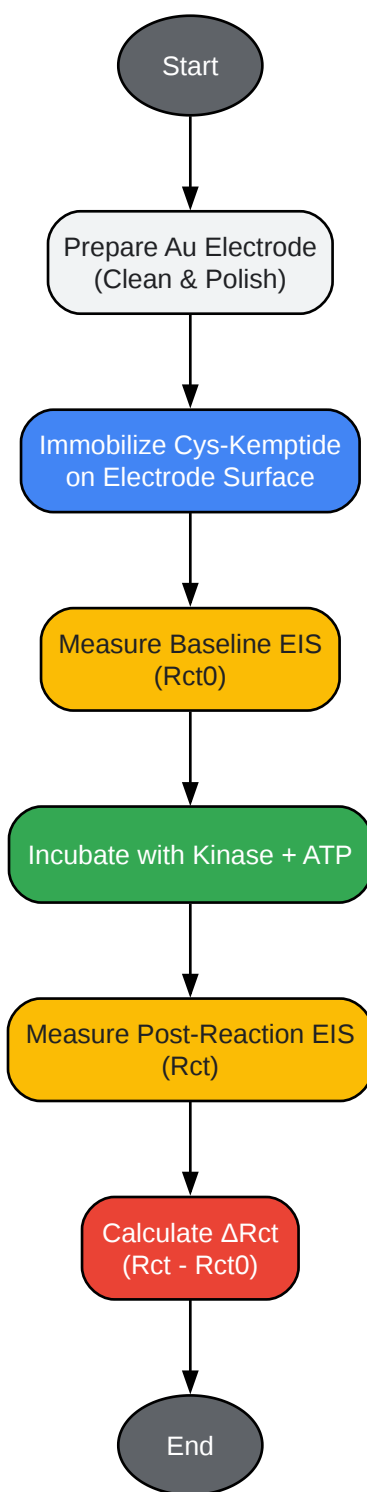 Start
Prepare Au Electrode
(Clean & Polish)
Immobilize Cys-Kemptide
on Electrode Surface
Measure Baseline EIS
(Rct0)
Incubate with Kinase + ATP
Measure Post-Reaction EIS
(Rct)
Calculate ΔRct
(Rct - Rct0)
End